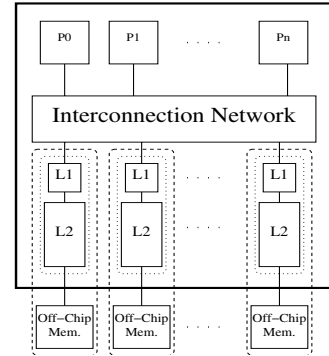 P0 P1 . . . . Pn
Interconnection Network
L1 L1 . . . . L1
L2 L2 . . . . L2
Off−Chip Mem. Off−Chip Mem. . . . . Off−Chip Mem.